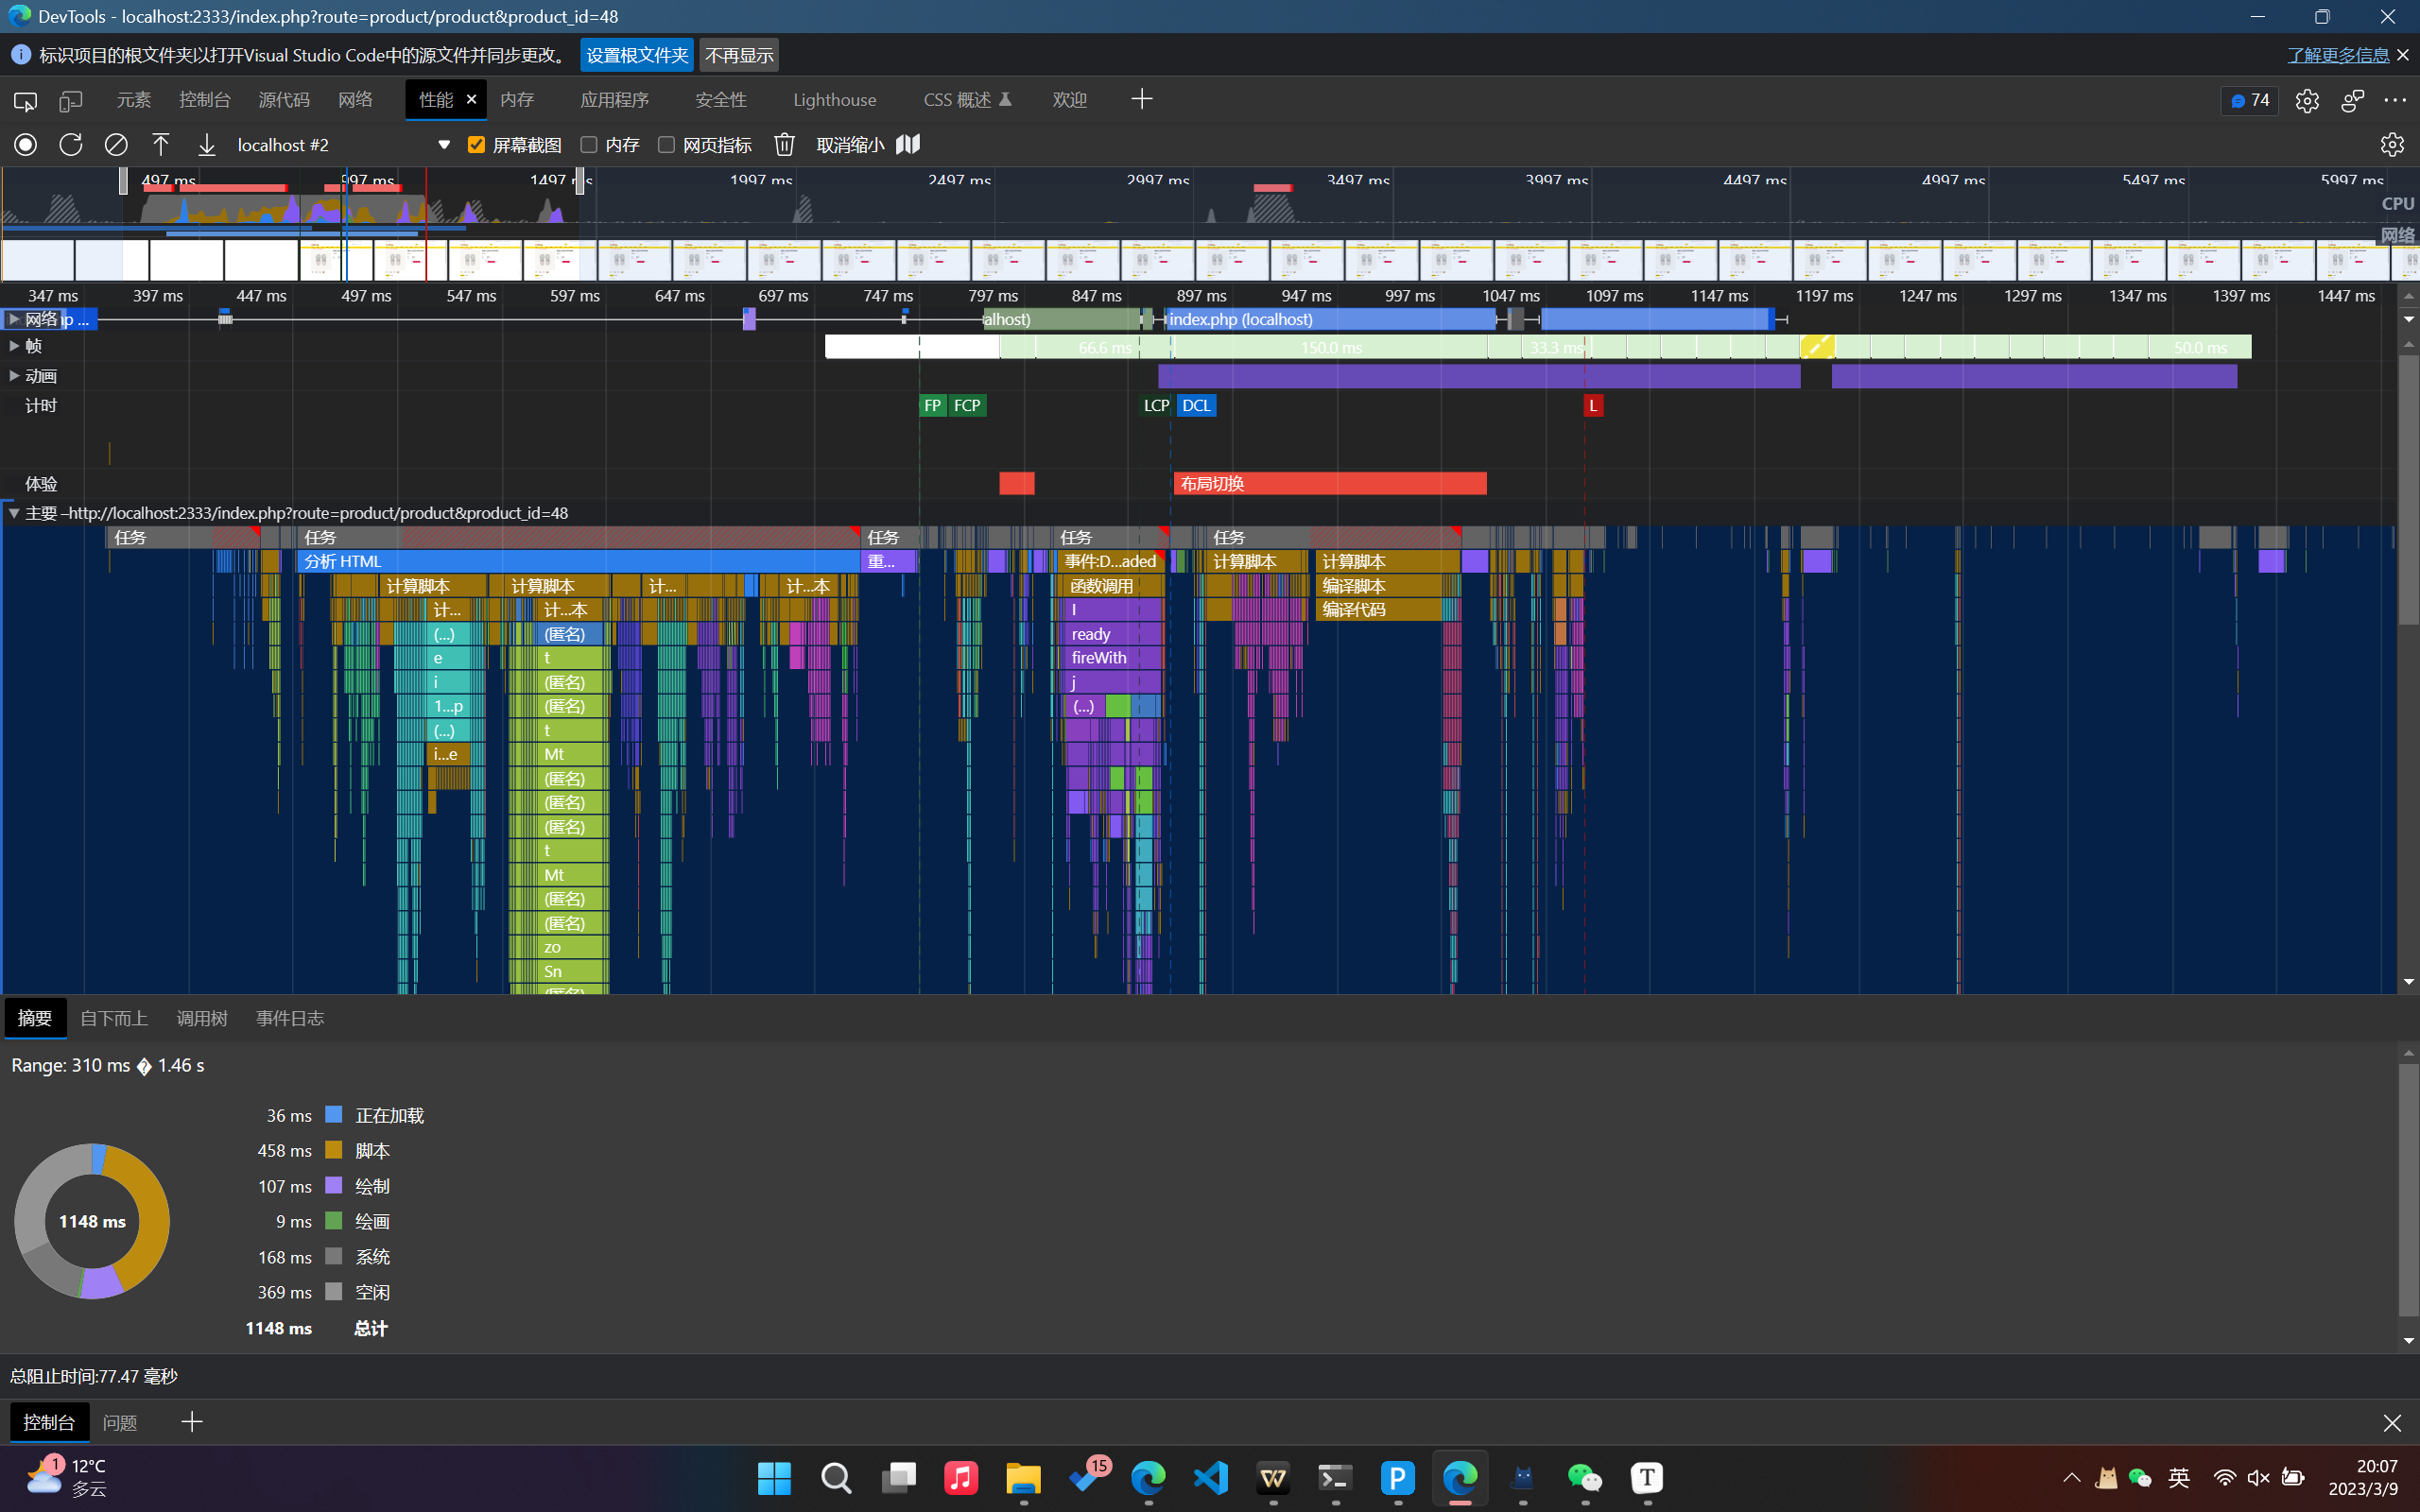 DevTools - localhost:2333/index.php?route=product/product&product_id=48
标识项目的根文件夹以打开Visual Studio Code中的源文件并同步更改。 设置根文件夹 不再显示 了解更多信息
元素 控制台 源代码 网络 性能 内存 应用程序 安全性 Lighthouse CSS 概述 欢迎 74
localhost #2 屏幕截图 内存 网页指标 取消缩小
497 ms 997 ms 1497 ms 1997 ms 2497 ms 2997 ms 3497 ms 3997 ms 4497 ms 4997 ms 5497 ms 5997 ms
CPU
网络
347 ms 397 ms 447 ms 497 ms 547 ms 597 ms 647 ms 697 ms 747 ms 797 ms 847 ms 897 ms 947 ms 997 ms 1047 ms 1097 ms 1147 ms 1197 ms 1247 ms 1297 ms 1347 ms 1397 ms 1447 ms
网络 p ... alhost) index.php (localhost)
帧 66.6 ms 150.0 ms 33.3 ms 50.0 ms
动画
计时 FP FCP LCP DCL L
体验 布局切换
主要 –http://localhost:2333/index.php?route=product/product&product_id=48
任务 任务 任务 任务 任务
分析 HTML 重... 事件:D...aded 计算脚本 计算脚本
计算脚本 计算脚本 计... 计...本 函数调用 编译脚本
计... 计...本 l 编译代码
(...) (匿名) ready
e t fireWith
i (匿名) j
1...p (匿名) (...)
(...) t
i...e Mt
(匿名)
(匿名)
(匿名)
t
Mt
(匿名)
(匿名)
zo
Sn
(匿名)
摘要 自下而上 调用树 事件日志
Range: 310 ms � 1.46 s
36 ms 正在加载
458 ms 脚本
107 ms 绘制
9 ms 绘画
168 ms 系统
369 ms 空闲
1148 ms 总计
1148 ms
总阻止时间:77.47 毫秒
控制台 问题
1 12°C
多云
15
英
20:07
2023/3/9